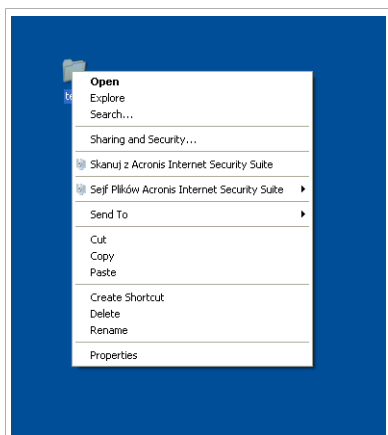 Open
Explore
Search...
Sharing and Security...
Skanuj z Acronis Internet Security Suite
Sejf Plików Acronis Internet Security Suite
Send To
Cut
Copy
Paste
Create Shortcut
Delete
Rename
Properties